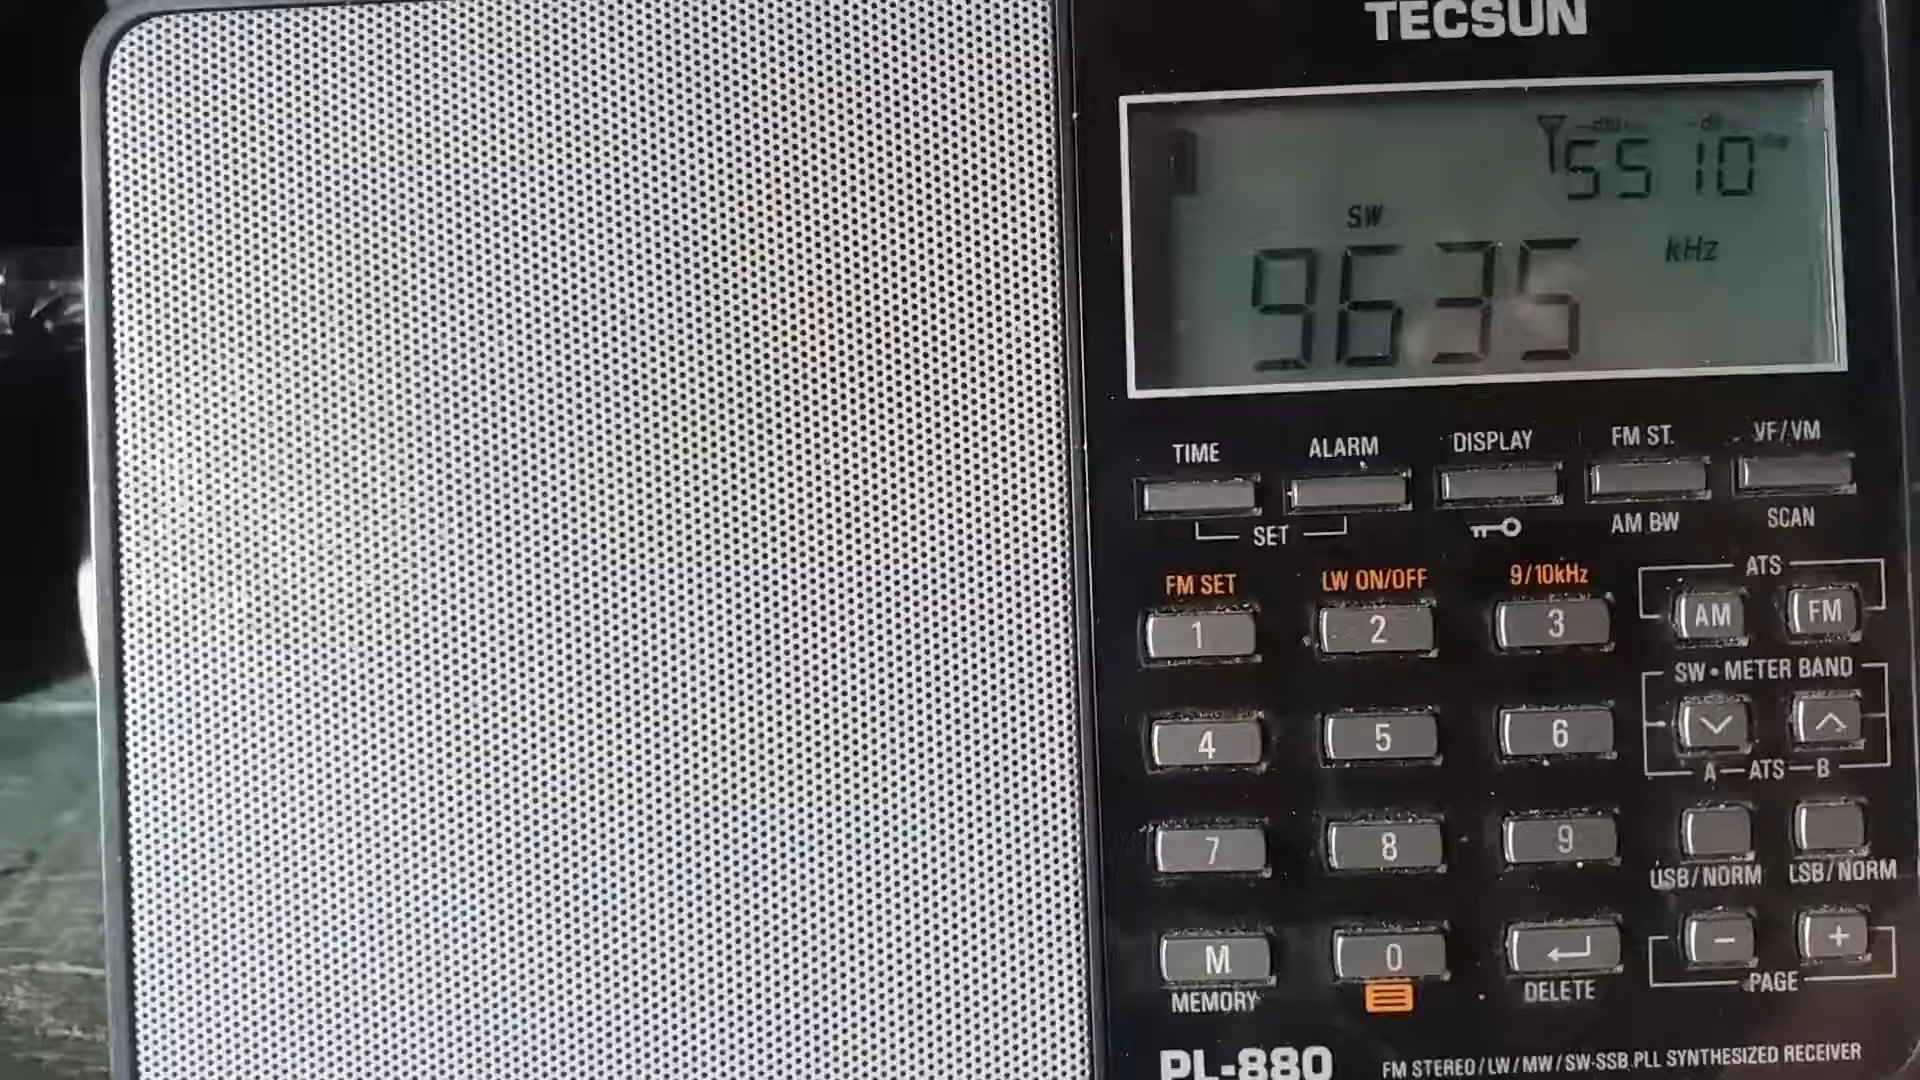 TECSUN
55 10
SW
9635 kHz
TIME ALARM DISPLAY FM ST. VF/VM
SET AM BW SCAN
FM SET LW ON/OFF 9/10kHz ATS
1 2 3 AM FM
SW • METER BAND
4 5 6
A ATS B
7 8 9
USB/NORM LSB/NORM
M 0 - +
MEMORY DELETE PAGE
PL-880 FM STEREO/LW/MW/SW-SSB PLL SYNTHESIZED RECEIVER